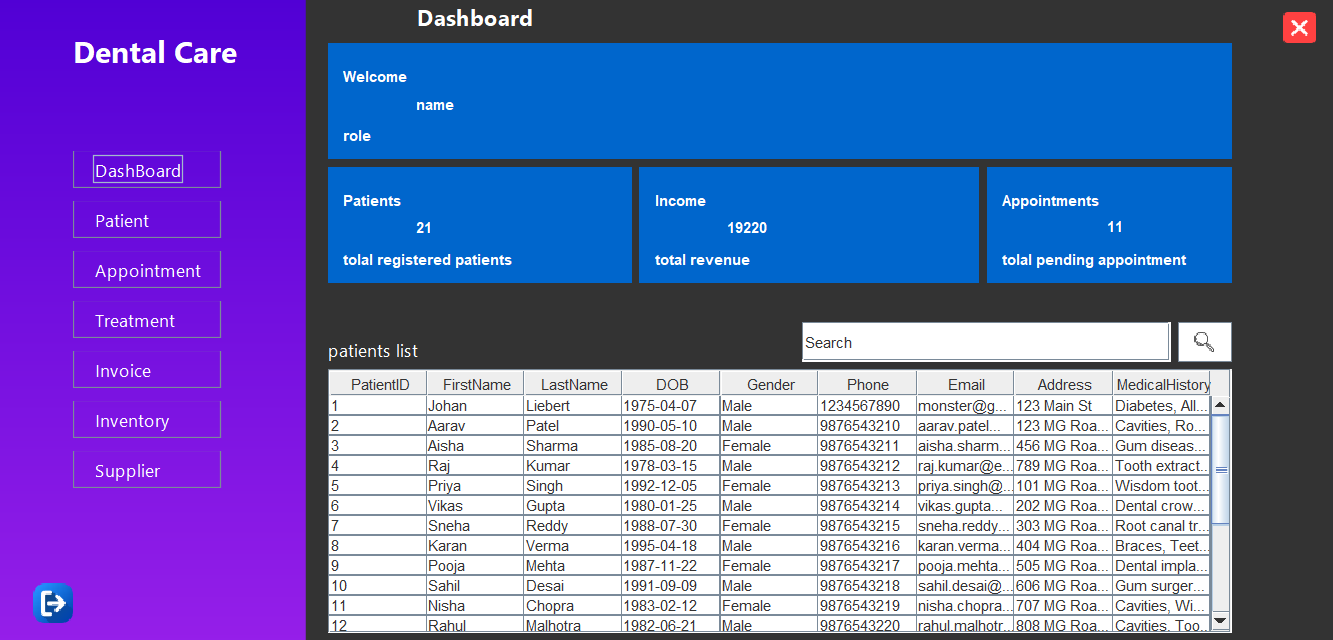 Dental Care
DashBoard
Patient
Appointment
Treatment
Invoice
Inventory
Supplier
Dashboard
Welcome
name
role
Patients
21
tolal registered patients
Income
19220
total revenue
Appointments
11
tolal pending appointment
patients list
Search
PatientID FirstName LastName DOB Gender Phone Email Address MedicalHistory
1 Johan Liebert 1975-04-07 Male 1234567890 monster@g... 123 Main St Diabetes, All...
2 Aarav Patel 1990-05-10 Male 9876543210 aarav.patel... 123 MG Roa... Cavities, Ro...
3 Aisha Sharma 1985-08-20 Female 9876543211 aisha.sharm... 456 MG Roa... Gum diseas...
4 Raj Kumar 1978-03-15 Male 9876543212 raj.kumar@e... 789 MG Roa... Tooth extract...
5 Priya Singh 1992-12-05 Female 9876543213 priya.singh@... 101 MG Roa... Wisdom toot...
6 Vikas Gupta 1980-01-25 Male 9876543214 vikas.gupta... 202 MG Roa... Dental crow...
7 Sneha Reddy 1988-07-30 Female 9876543215 sneha.reddy... 303 MG Roa... Root canal tr...
8 Karan Verma 1995-04-18 Male 9876543216 karan.verma... 404 MG Roa... Braces, Teet...
9 Pooja Mehta 1987-11-22 Female 9876543217 pooja.mehta... 505 MG Roa... Dental impla...
10 Sahil Desai 1991-09-09 Male 9876543218 sahil.desai@... 606 MG Roa... Gum surger...
11 Nisha Chopra 1983-02-12 Female 9876543219 nisha.chopra... 707 MG Roa... Cavities, Wi...
12 Rahul Malhotra 1982-06-21 Male 9876543220 rahul.malhotr... 808 MG Roa... Cavities, Too...